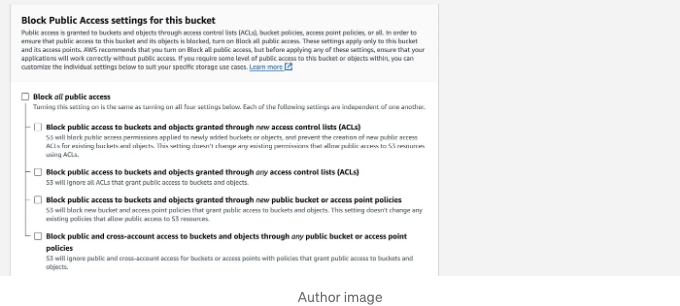 Block Public Access settings for this bucket
Public access is granted to buckets and objects through access control lists (ACLs), bucket policies, access point policies, or all. In order to
ensure that public access to this bucket and its objects is blocked, turn on Block all public access. These settings apply only to this bucket
and its access points. AWS recommends that you turn on Block all public access, but before applying any of these settings, ensure that your
applications will work correctly without public access. If you require some level of public access to this bucket or objects within, you can
customize the individual settings below to suit your specific storage use cases. Learn more
Block all public access
Turning this setting on is the same as turning on all four settings below. Each of the following settings are independent of one another.
Block public access to buckets and objects granted through new access control lists (ACLs)
S3 will block public access permissions applied to newly added buckets or objects, and prevent the creation of new public access
ACLs for existing buckets and objects. This setting doesn't change any existing permissions that allow public access to S3 resources
using ACLs.
Block public access to buckets and objects granted through any access control lists (ACLs)
S3 will ignore all ACLs that grant public access to buckets and objects.
Block public access to buckets and objects granted through new public bucket or access point policies
S3 will block new bucket and access point policies that grant public access to buckets and objects. This setting doesn't change any
existing policies that allow public access to S3 resources.
Block public and cross-account access to buckets and objects through any public bucket or access point
policies
S3 will ignore public and cross-account access for buckets or access points with policies that grant public access to buckets and
objects.
Author image